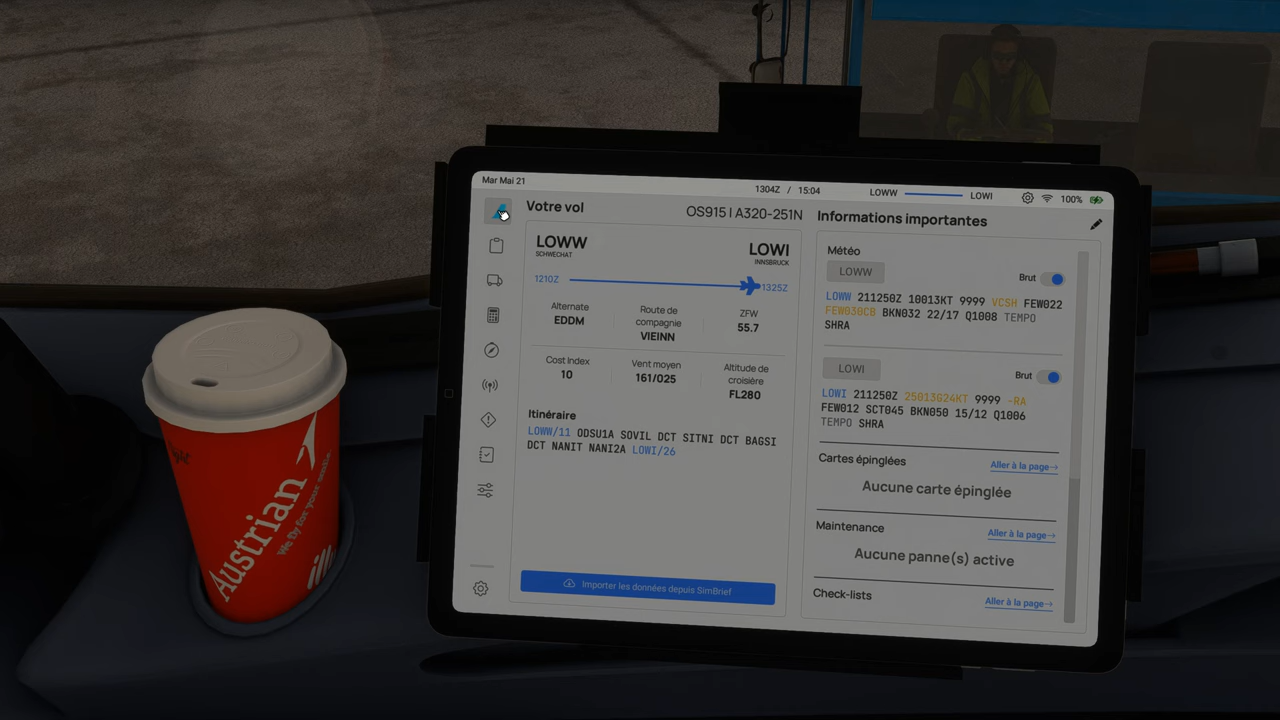 Mar Mai 21
1304Z / 15:04
LOWW
LOWI
100%
Votre vol
OS915 | A320-251N
LOWW
SCHWECHAT
LOWI
INNSBRUCK
1210Z
1325Z
Alternate
EDDM
Route de
compagnie
VIEINN
ZFW
55.7
Cost Index
10
Vent moyen
161/025
Altitude de
croisière
FL280
Itinéraire
LOWW/11 ODSU1A SOVIL DCT SITNI DCT BAGSI
DCT NANIT NANI2A LOWI/26
Importer les données depuis SimBrief
Informations importantes
Météo
LOWW
Brut
LOWW 211250Z 10013KT 9999 VCSH FEW022
FEW030CB BKN032 22/17 Q1008 TEMPO
SHRA
LOWI
Brut
LOWI 211250Z 25013G24KT 9999 -RA
FEW012 SCT045 BKN050 15/12 Q1006
TEMPO SHRA
Cartes épinglées
Aller à la page→
Aucune carte épinglée
Maintenance
Aller à la page→
Aucune panne(s) active
Check-lists
Aller à la page→
Austrian
We fly for your smile.